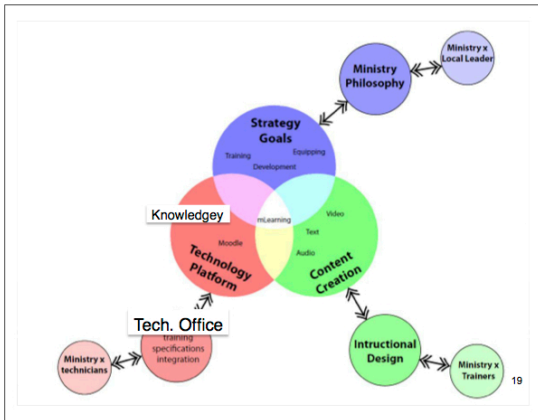 Ministry x
Local Leader
Ministry
Philosophy
Strategy
Goals
Training
Equipping
Development
Knowledgey
mLearning
Video
Text
Audio
Moodle
Technology
Platform
Content
Creation
Tech. Office
training
specifications
integration
Ministry x
technicians
Intructional
Design
Ministry x
Trainers
19